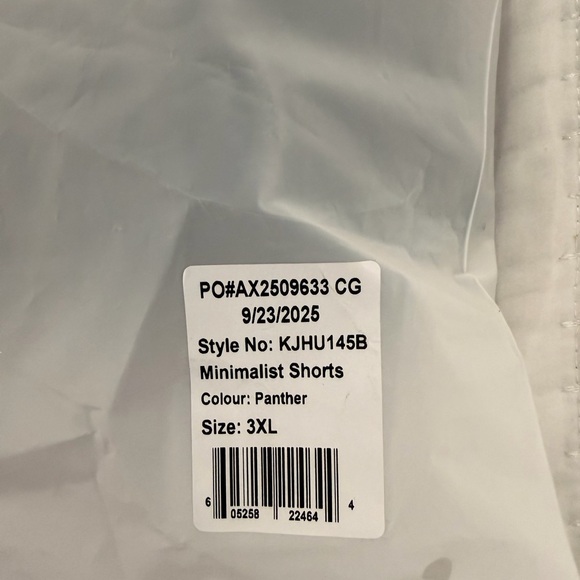 PO#AX2509633 CG
9/23/2025
Style No: KJHU145B
Minimalist Shorts
Colour: Panther
Size: 3XL
6 05258 22464 4